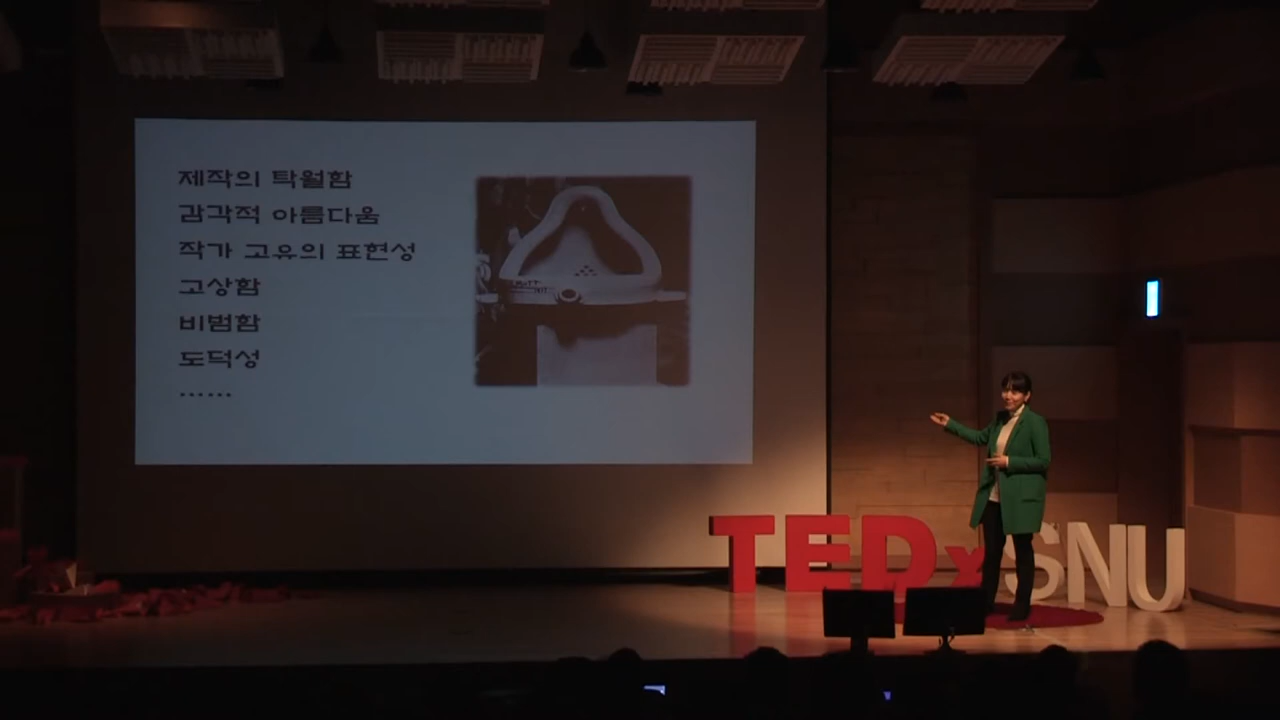 제작의 탁월함
감각적 아름다움
작가 고유의 표현성
고상함
비범함
도덕성
......
TEDxSNU